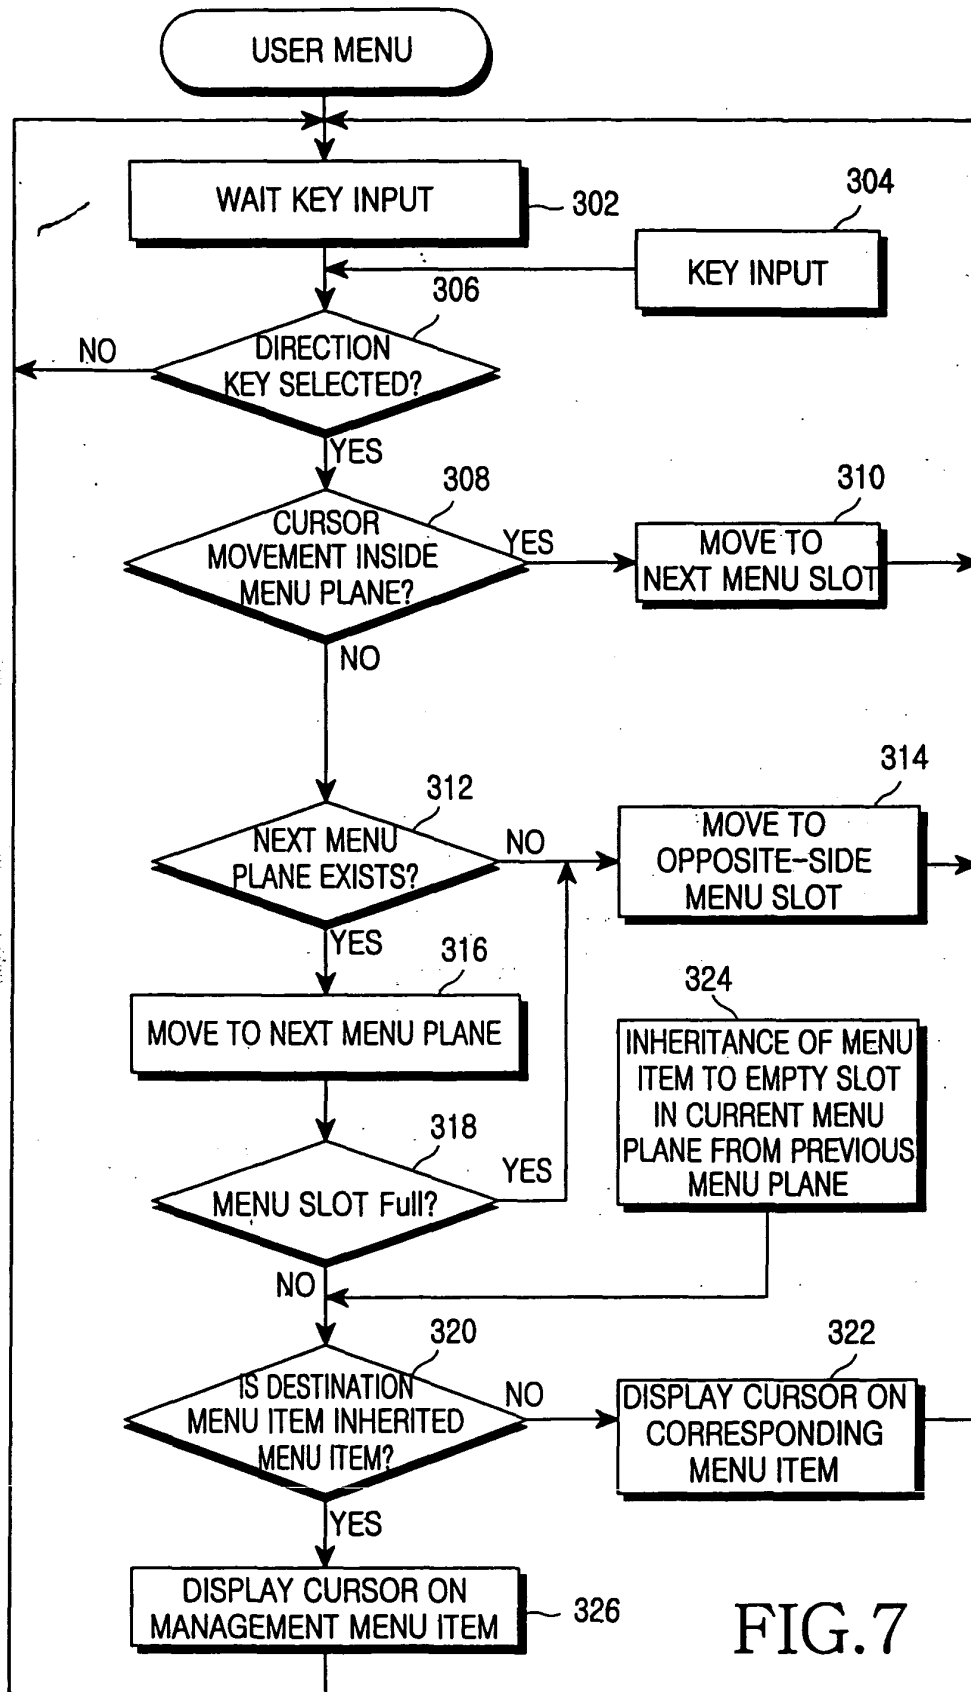 USER MENU
WAIT KEY INPUT
302
304
KEY INPUT
306
DIRECTION
KEY SELECTED?
NO
YES
308
CURSOR
MOVEMENT INSIDE
MENU PLANE?
YES
310
MOVE TO
NEXT MENU SLOT
NO
312
NEXT MENU
PLANE EXISTS?
NO
314
MOVE TO
OPPOSITE-SIDE
MENU SLOT
YES
316
MOVE TO NEXT MENU PLANE
324
INHERITANCE OF MENU
ITEM TO EMPTY SLOT
IN CURRENT MENU
PLANE FROM PREVIOUS
MENU PLANE
318
MENU SLOT Full?
YES
NO
320
IS DESTINATION
MENU ITEM INHERITED
MENU ITEM?
NO
322
DISPLAY CURSOR ON
CORRESPONDING
MENU ITEM
YES
DISPLAY CURSOR ON
MANAGEMENT MENU ITEM
326
FIG.7